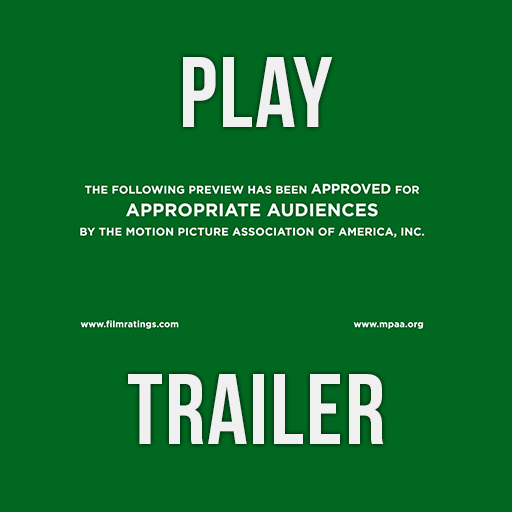 PLAY
THE FOLLOWING PREVIEW HAS BEEN APPROVED FOR
APPROPRIATE AUDIENCES
BY THE MOTION PICTURE ASSOCIATION OF AMERICA, INC.
www.filmratings.com www.mpaa.org
TRAILER